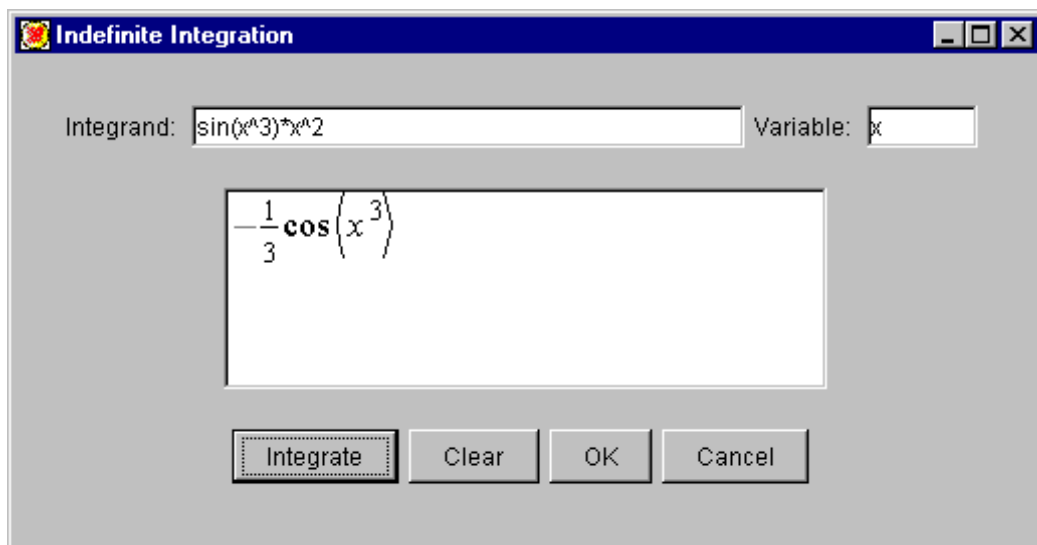 Indefinite Integration
Integrand: sin(x^3)*x^2 Variable: x
-1/3 cos(x^3)
Integrate Clear OK Cancel